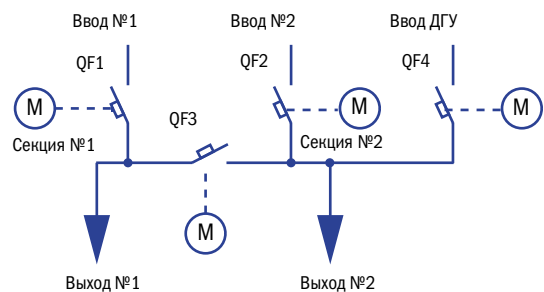 Ввод №1
Ввод №2
Ввод ДГУ
QF1
QF2
QF4
M
QF3
M
M
Секция №1
Секция №2
M
Выход №1
Выход №2